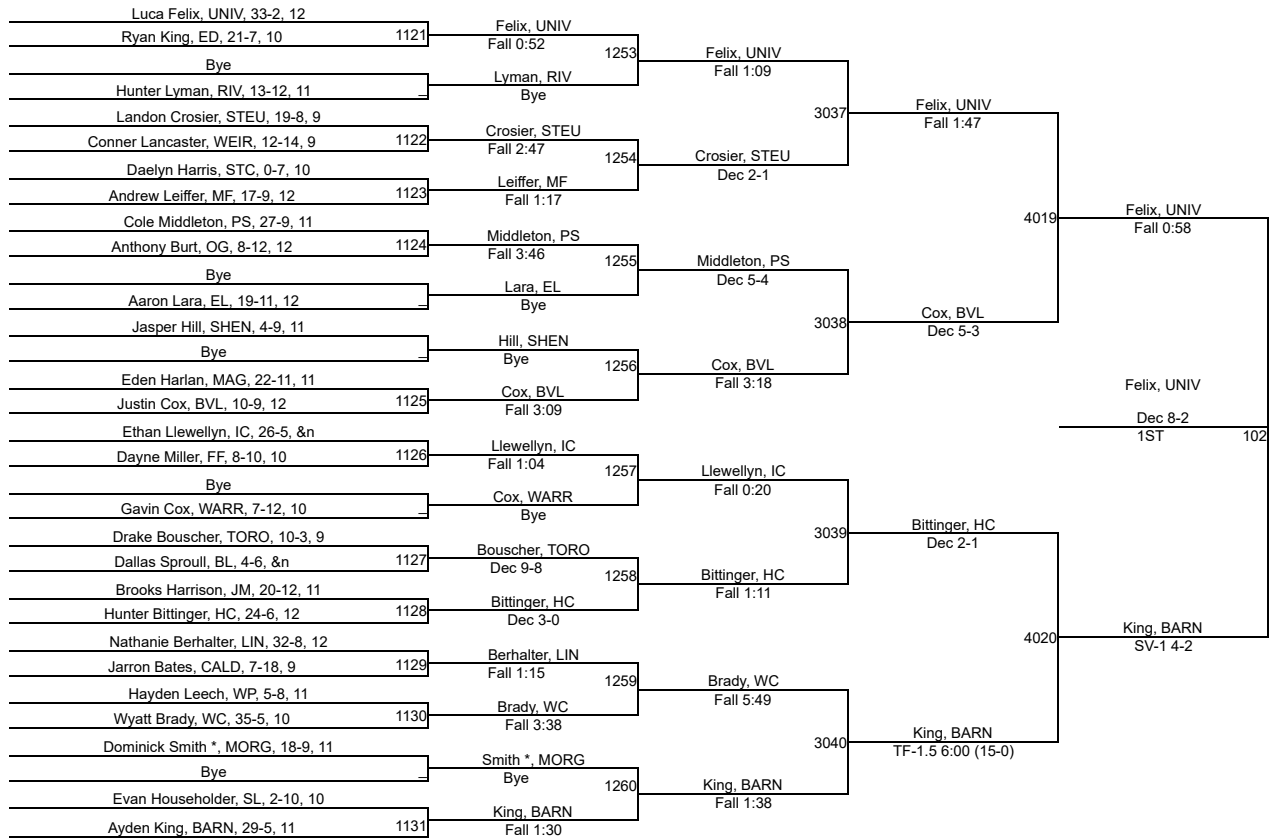 Luca Felix, UNIV, 33-2, 12
Ryan King, ED, 21-7, 10
1121
Bye
Hunter Lyman, RIV, 13-12, 11
_
Landon Crosier, STEU, 19-8, 9
Conner Lancaster, WEIR, 12-14, 9
1122
Daelyn Harris, STC, 0-7, 10
Andrew Leiffer, MF, 17-9, 12
1123
Cole Middleton, PS, 27-9, 11
Anthony Burt, OG, 8-12, 12
1124
Bye
Aaron Lara, EL, 19-11, 12
_
Jasper Hill, SHEN, 4-9, 11
Bye
_
Eden Harlan, MAG, 22-11, 11
Justin Cox, BVL, 10-9, 12
1125
Ethan Llewellyn, IC, 26-5, &n
Dayne Miller, FF, 8-10, 10
1126
Bye
Gavin Cox, WARR, 7-12, 10
_
Drake Bouscher, TORO, 10-3, 9
Dallas Sproull, BL, 4-6, &n
1127
Brooks Harrison, JM, 20-12, 11
Hunter Bittinger, HC, 24-6, 12
1128
Nathanie Berhalter, LIN, 32-8, 12
Jarron Bates, CALD, 7-18, 9
1129
Hayden Leech, WP, 5-8, 11
Wyatt Brady, WC, 35-5, 10
1130
Dominick Smith *, MORG, 18-9, 11
Bye
_
Evan Householder, SL, 2-10, 10
Ayden King, BARN, 29-5, 11
1131
Felix, UNIV
Fall 0:52
1253
Lyman, RIV
Bye
Crosier, STEU
Fall 2:47
1254
Leiffer, MF
Fall 1:17
Middleton, PS
Fall 3:46
1255
Lara, EL
Bye
Hill, SHEN
Bye
1256
Cox, BVL
Fall 3:09
Llewellyn, IC
Fall 1:04
1257
Cox, WARR
Bye
Bouscher, TORO
Dec 9-8
1258
Bittinger, HC
Dec 3-0
Berhalter, LIN
Fall 1:15
1259
Brady, WC
Fall 3:38
Smith *, MORG
Bye
1260
King, BARN
Fall 1:30
Felix, UNIV
Fall 1:09
3037
Crosier, STEU
Dec 2-1
Middleton, PS
Dec 5-4
3038
Cox, BVL
Fall 3:18
Llewellyn, IC
Fall 0:20
3039
Bittinger, HC
Fall 1:11
Brady, WC
Fall 5:49
3040
King, BARN
Fall 1:38
Felix, UNIV
Fall 1:47
4019
Cox, BVL
Dec 5-3
Bittinger, HC
Dec 2-1
4020
King, BARN
TF-1.5 6:00 (15-0)
Felix, UNIV
Fall 0:58
Felix, UNIV
Dec 8-2
1ST
102
King, BARN
SV-1 4-2